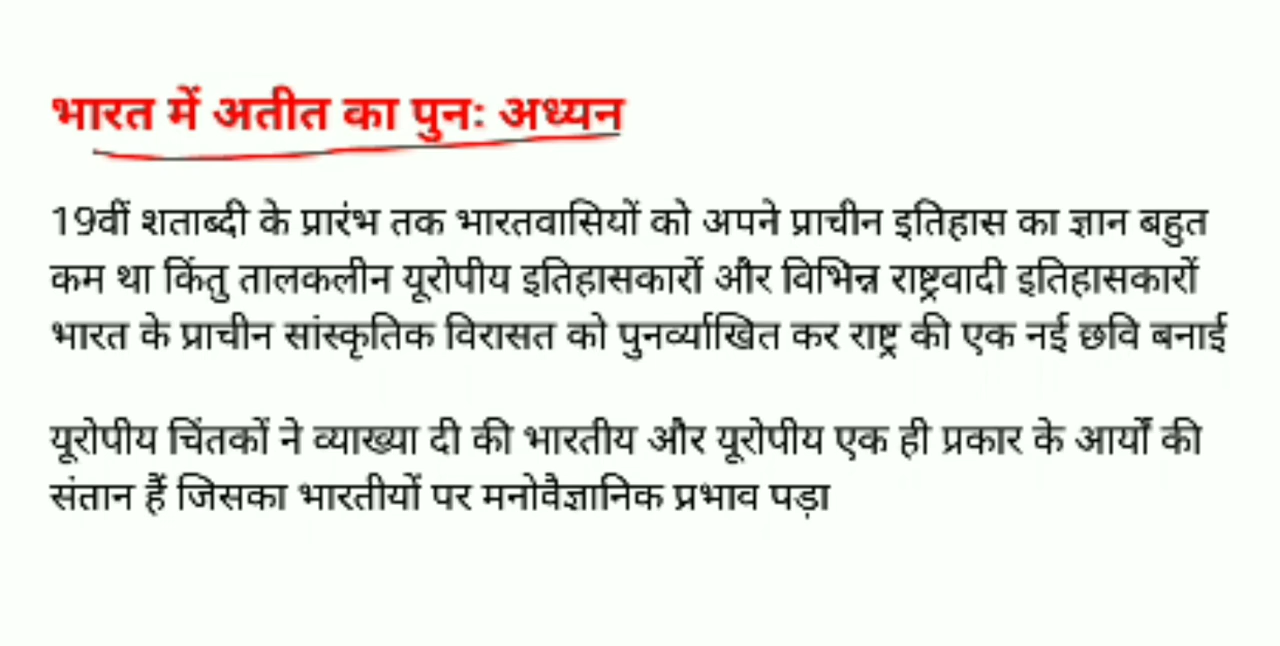 भारत में अतीत का पुनः अध्यन
19वीं शताब्दी के प्रारंभ तक भारतवासियों को अपने प्राचीन इतिहास का ज्ञान बहुत
कम था किंतु तालकलीन यूरोपीय इतिहासकारों और विभिन्न राष्ट्रवादी इतिहासकारों
भारत के प्राचीन सांस्कृतिक विरासत को पुनर्व्याखित कर राष्ट्र की एक नई छवि बनाई
यूरोपीय चिंतकों ने व्याख्या दी की भारतीय और यूरोपीय एक ही प्रकार के आर्यों की
संतान हैं जिसका भारतीयों पर मनोवैज्ञानिक प्रभाव पड़ा